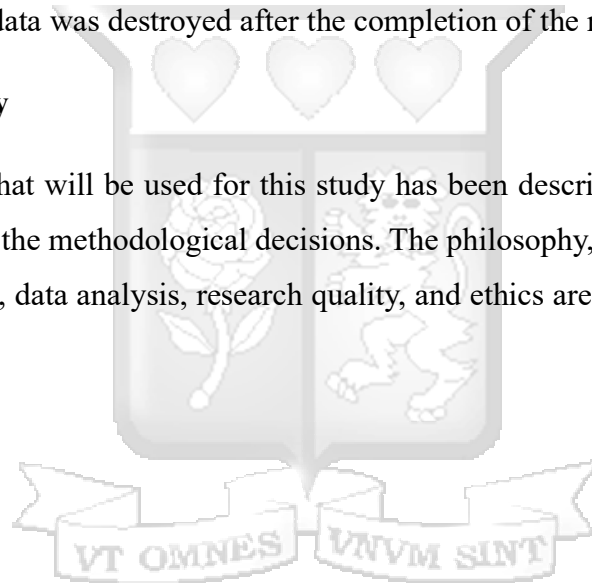 data was destroyed after the completion of the
y
hat will be used for this study has been descri
the methodological decisions. The philosophy,
, data analysis, research quality, and ethics are
VT OMNES VNVM SINT